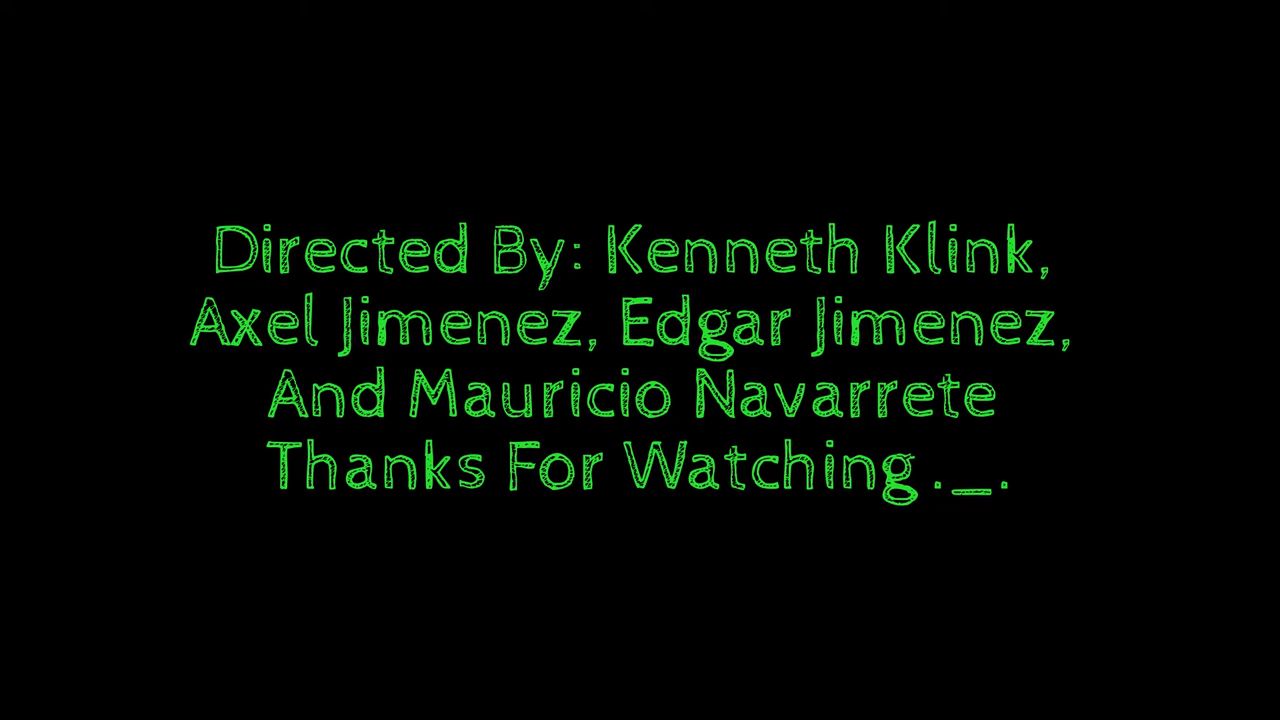 Directed By: Kenneth Klink,
Axel Jimenez, Edgar Jimenez,
And Mauricio Navarrete
Thanks For Watching ._.